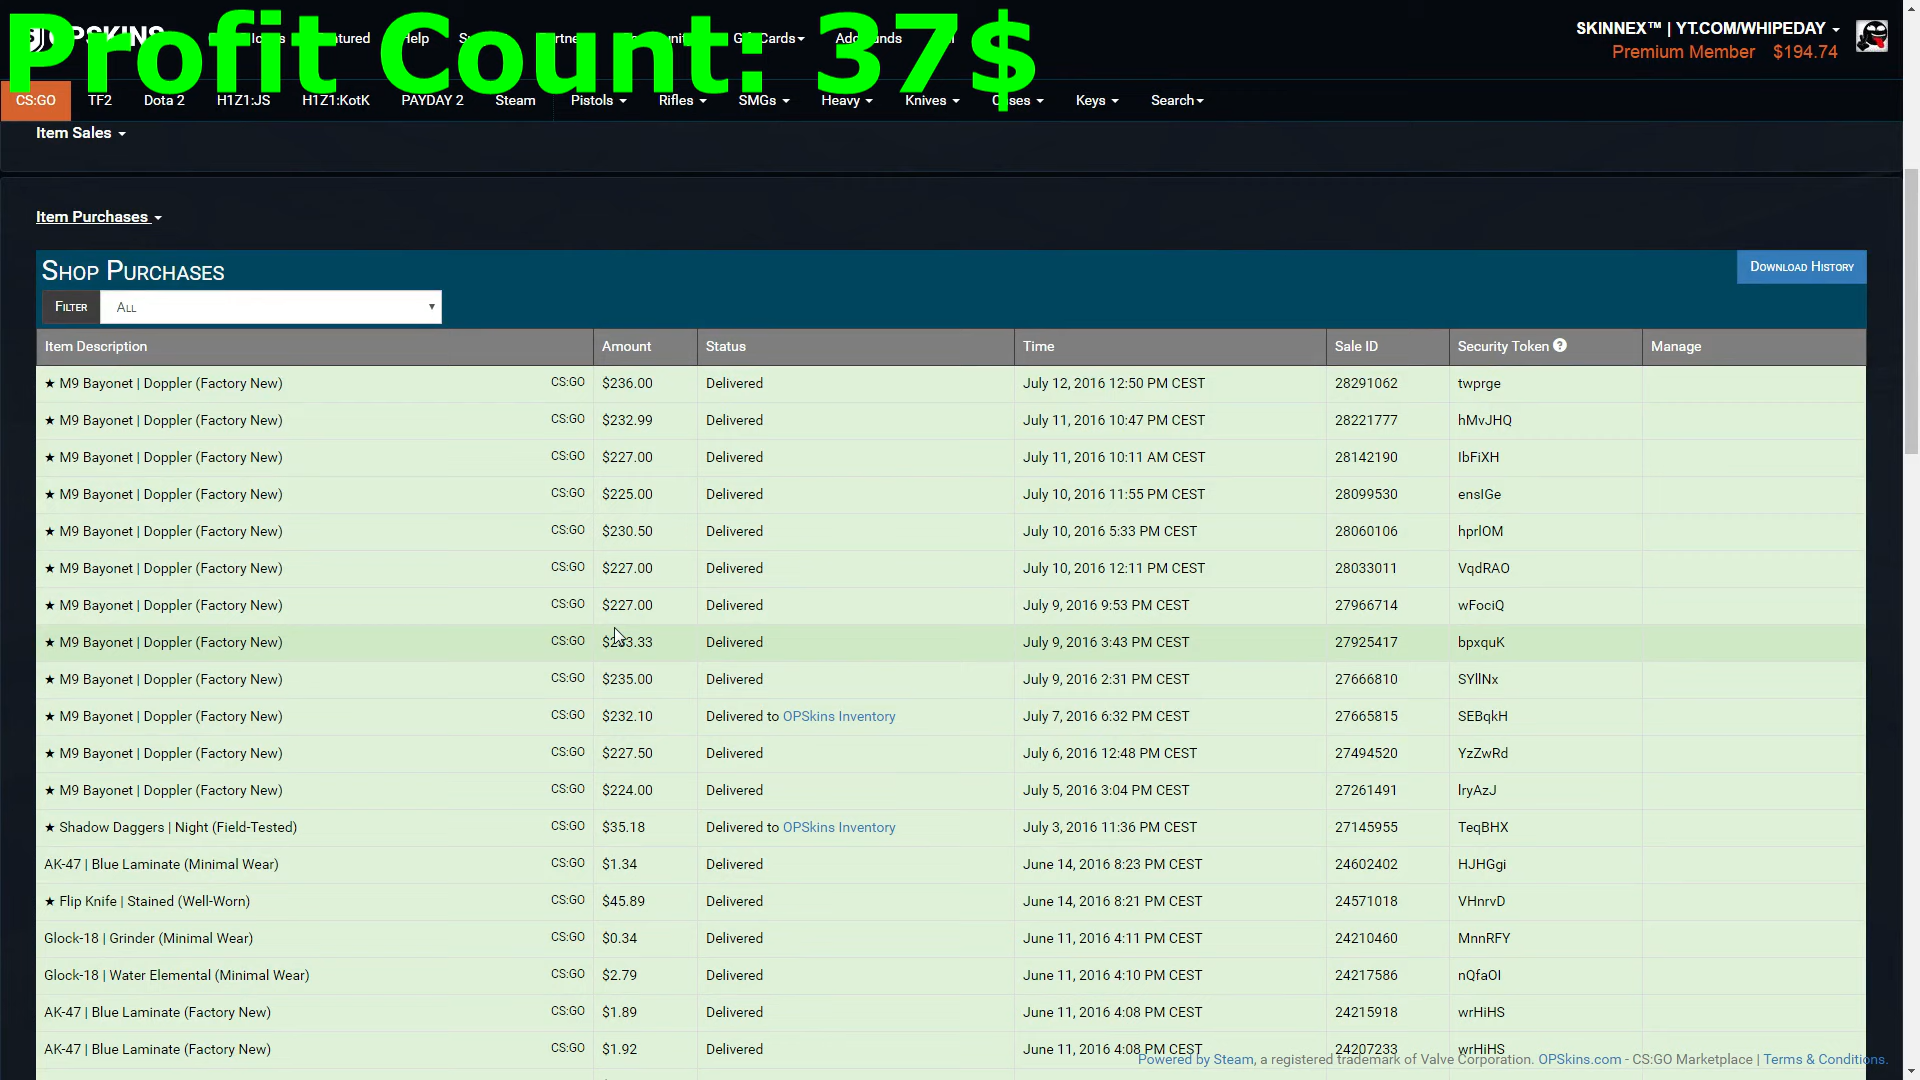 Profit Count: 37$
OPSKINS
Help
Gift Cards
SKINNEX™ | YT.COM/WHIPEDAY
Premium Member $194.74
CS:GO TF2 Dota 2 H1Z1:JS H1Z1:KotK PAYDAY 2 Steam Pistols Rifles SMGs Heavy Knives Cases Keys Search
Item Sales
Item Purchases
Shop Purchases
Download History
Filter All
Item Description Amount Status Time Sale ID Security Token ? Manage
★ M9 Bayonet | Doppler (Factory New) CS:GO $236.00 Delivered July 12, 2016 12:50 PM CEST 28291062 twprge
★ M9 Bayonet | Doppler (Factory New) CS:GO $232.99 Delivered July 11, 2016 10:47 PM CEST 28221777 hMvJHQ
★ M9 Bayonet | Doppler (Factory New) CS:GO $227.00 Delivered July 11, 2016 10:11 AM CEST 28142190 IbFiXH
★ M9 Bayonet | Doppler (Factory New) CS:GO $225.00 Delivered July 10, 2016 11:55 PM CEST 28099530 ensIGe
★ M9 Bayonet | Doppler (Factory New) CS:GO $230.50 Delivered July 10, 2016 5:33 PM CEST 28060106 hprlOM
★ M9 Bayonet | Doppler (Factory New) CS:GO $227.00 Delivered July 10, 2016 12:11 PM CEST 28033011 VqdRAO
★ M9 Bayonet | Doppler (Factory New) CS:GO $227.00 Delivered July 9, 2016 9:53 PM CEST 27966714 wFociQ
★ M9 Bayonet | Doppler (Factory New) CS:GO Delivered July 9, 2016 3:43 PM CEST 27925417 bpxquK
★ M9 Bayonet | Doppler (Factory New) CS:GO $235.00 Delivered July 9, 2016 2:31 PM CEST 27666810 SYllNx
★ M9 Bayonet | Doppler (Factory New) CS:GO $232.10 Delivered to OPSkins Inventory July 7, 2016 6:32 PM CEST 27665815 SEBqkH
★ M9 Bayonet | Doppler (Factory New) CS:GO $227.50 Delivered July 6, 2016 12:48 PM CEST 27494520 YzZwRd
★ M9 Bayonet | Doppler (Factory New) CS:GO $224.00 Delivered July 5, 2016 3:04 PM CEST 27261491 lryAzJ
★ Shadow Daggers | Night (Field-Tested) CS:GO $35.18 Delivered to OPSkins Inventory July 3, 2016 11:36 PM CEST 27145955 TeqBHX
AK-47 | Blue Laminate (Minimal Wear) CS:GO $1.34 Delivered June 14, 2016 8:23 PM CEST 24602402 HJHGgi
★ Flip Knife | Stained (Well-Worn) CS:GO $45.89 Delivered June 14, 2016 8:21 PM CEST 24571018 VHnrvD
Glock-18 | Grinder (Minimal Wear) CS:GO $0.34 Delivered June 11, 2016 4:11 PM CEST 24210460 MnnRFY
Glock-18 | Water Elemental (Minimal Wear) CS:GO $2.79 Delivered June 11, 2016 4:10 PM CEST 24217586 nQfaOI
AK-47 | Blue Laminate (Factory New) CS:GO $1.89 Delivered June 11, 2016 4:08 PM CEST 24215918 wrHiHS
AK-47 | Blue Laminate (Factory New) CS:GO $1.92 Delivered June 11, 2016 4:08 PM CEST 24207233 wrHiHS
Powered by Steam, a registered trademark of Valve Corporation. OPSkins.com - CS:GO Marketplace | Terms & Conditions.